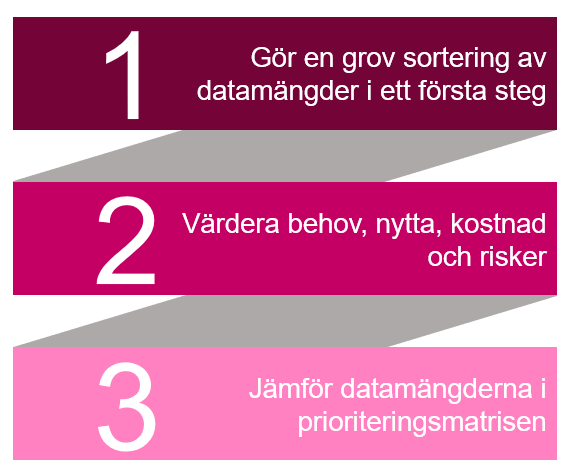 1
Gör en grov sortering av
datamängder i ett första steg
2
Värdera behov, nytta, kostnad
och risker
3
Jämför datamängderna i
prioriteringsmatrisen